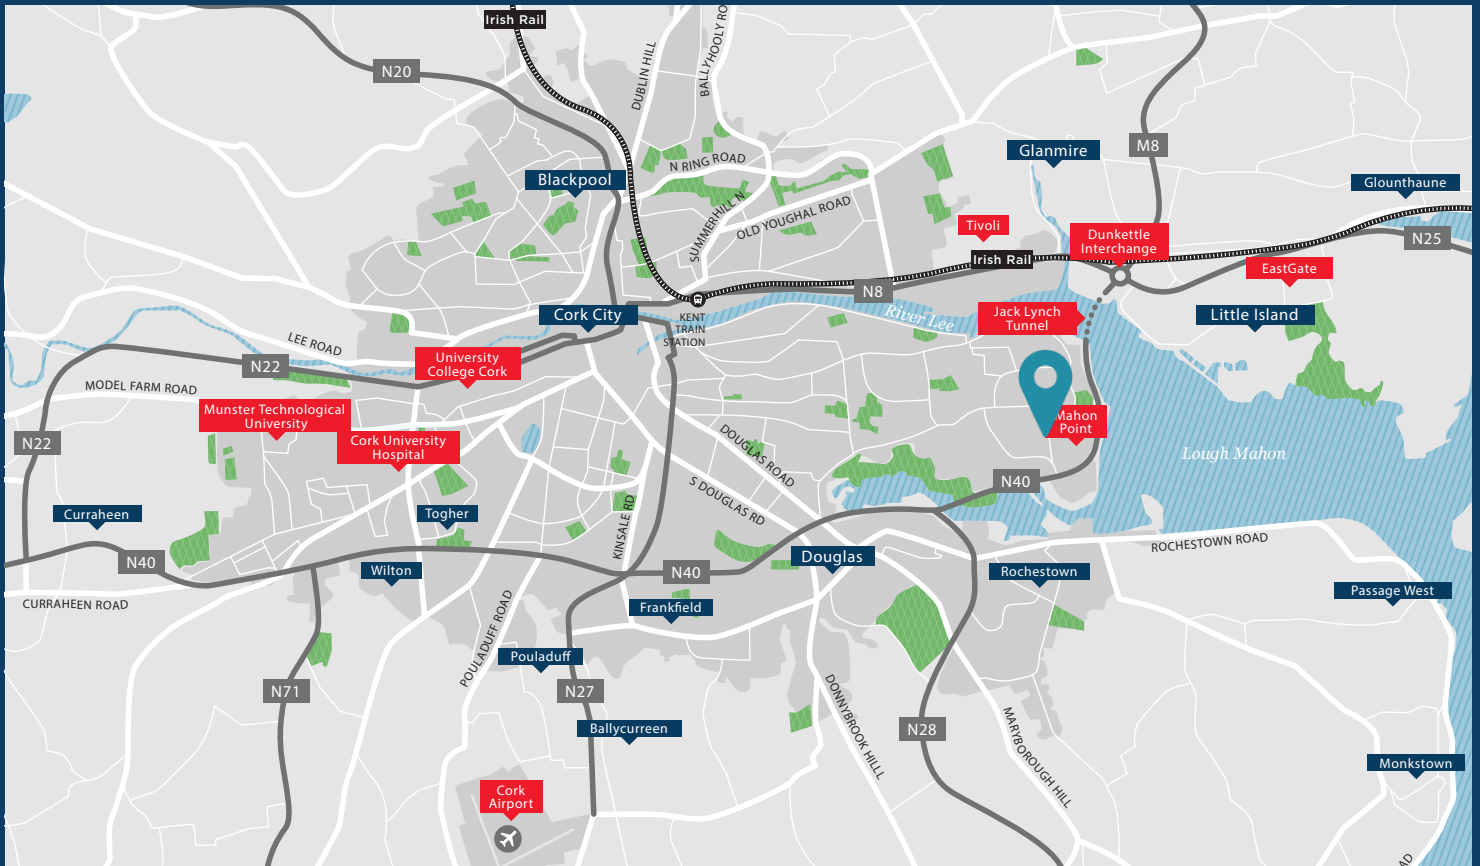 Irish Rail
N20
DUBLIN HILL
BALLYHOOLY RO
M8
Glanmire
N RING ROAD
Blackpool
Glounthaune
SUMMERHILL N
OLD YOUGHAL ROAD
Tivoli
Dunkettle
Interchange
N25
Irish Rail
EastGate
N8
Cork City
KENT
TRAIN
STATION
River Lee
Jack Lynch
Tunnel
Little Island
LEE ROAD
N22
University
College Cork
MODEL FARM ROAD
Munster Technological
University
Mahon
Point
N22
Cork University
Hospital
DOUGLAS ROAD
Lough Mahon
N40
S DOUGLAS RD
Curraheen
Togher
KINSALE RD
ROCHESTOWN ROAD
N40
Wilton
N40
Douglas
Rochestown
Passage West
CURRAHEEN ROAD
Frankfield
POULADUFF ROAD
Pouladuff
N71
N27
DONNYBROOK HILLL
MARYBOROUGH HILL
Ballycurreen
N28
Monkstown
Cork
Airport
AD